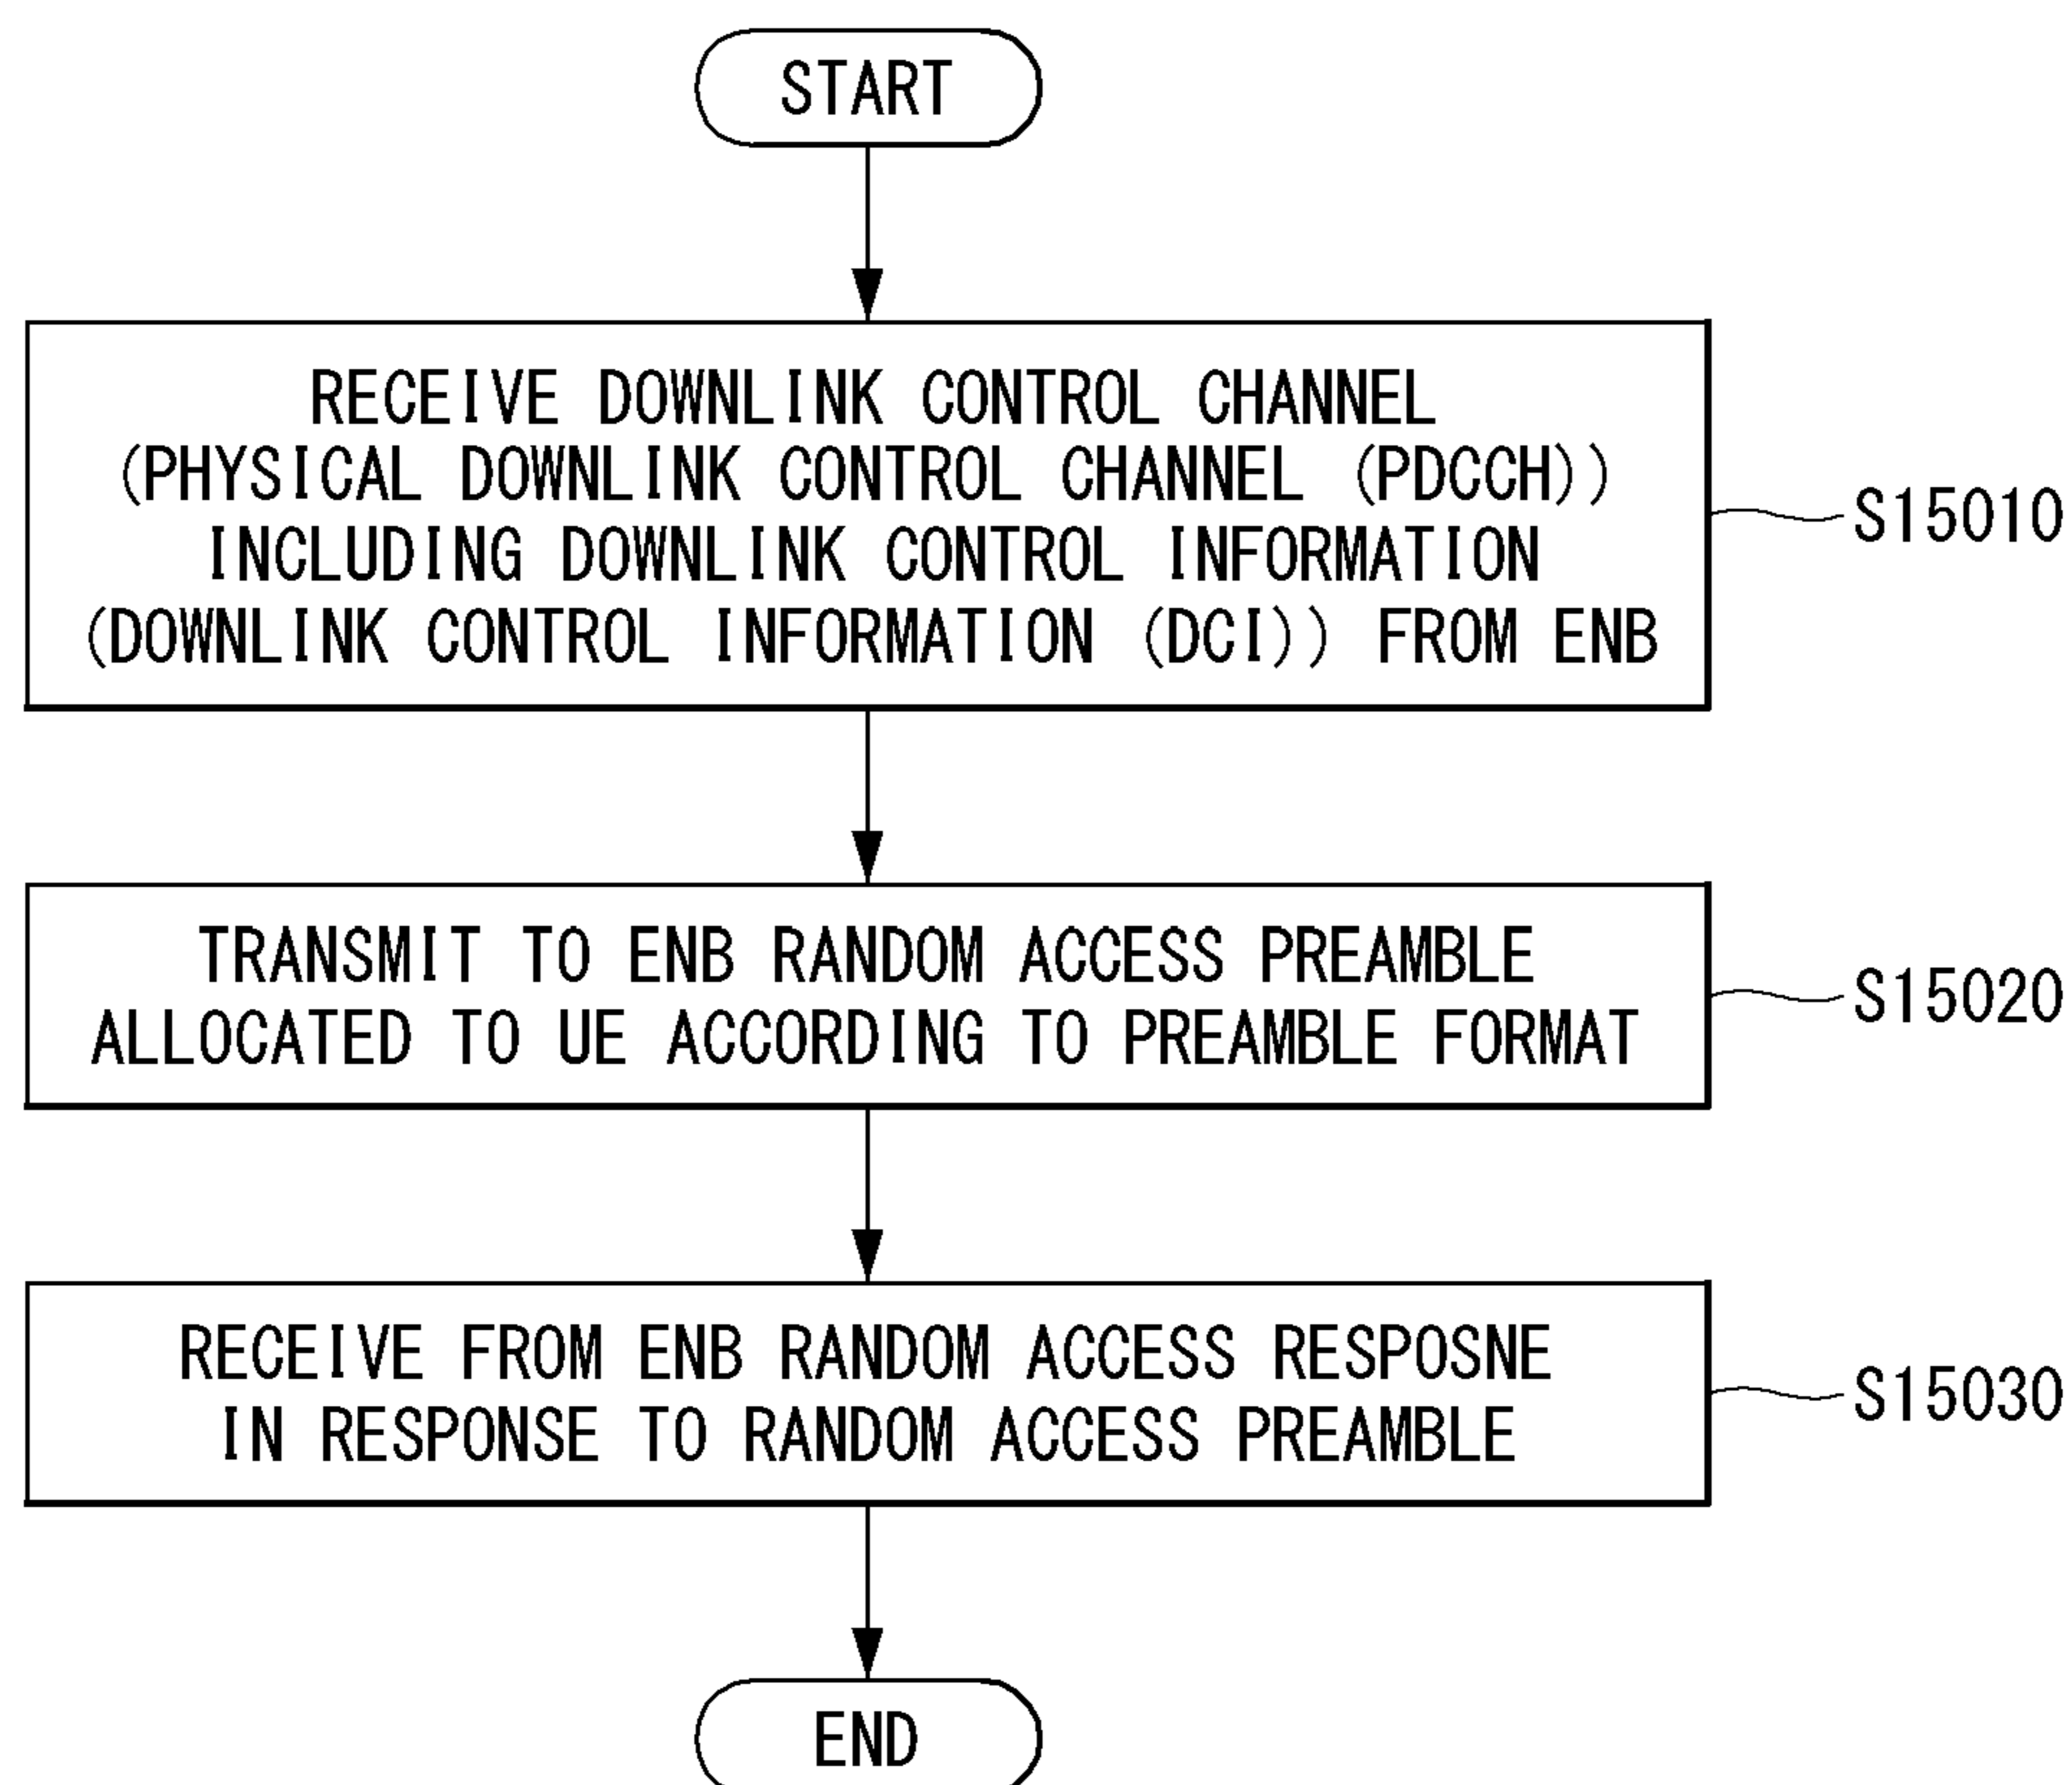 START
RECEIVE DOWNLINK CONTROL CHANNEL
(PHYSICAL DOWNLINK CONTROL CHANNEL (PDCCH))
INCLUDING DOWNLINK CONTROL INFORMATION
(DOWNLINK CONTROL INFORMATION (DCI)) FROM ENB
S15010
TRANSMIT TO ENB RANDOM ACCESS PREAMBLE
ALLOCATED TO UE ACCORDING TO PREAMBLE FORMAT
S15020
RECEIVE FROM ENB RANDOM ACCESS RESPOSNE
IN RESPONSE TO RANDOM ACCESS PREAMBLE
S15030
END